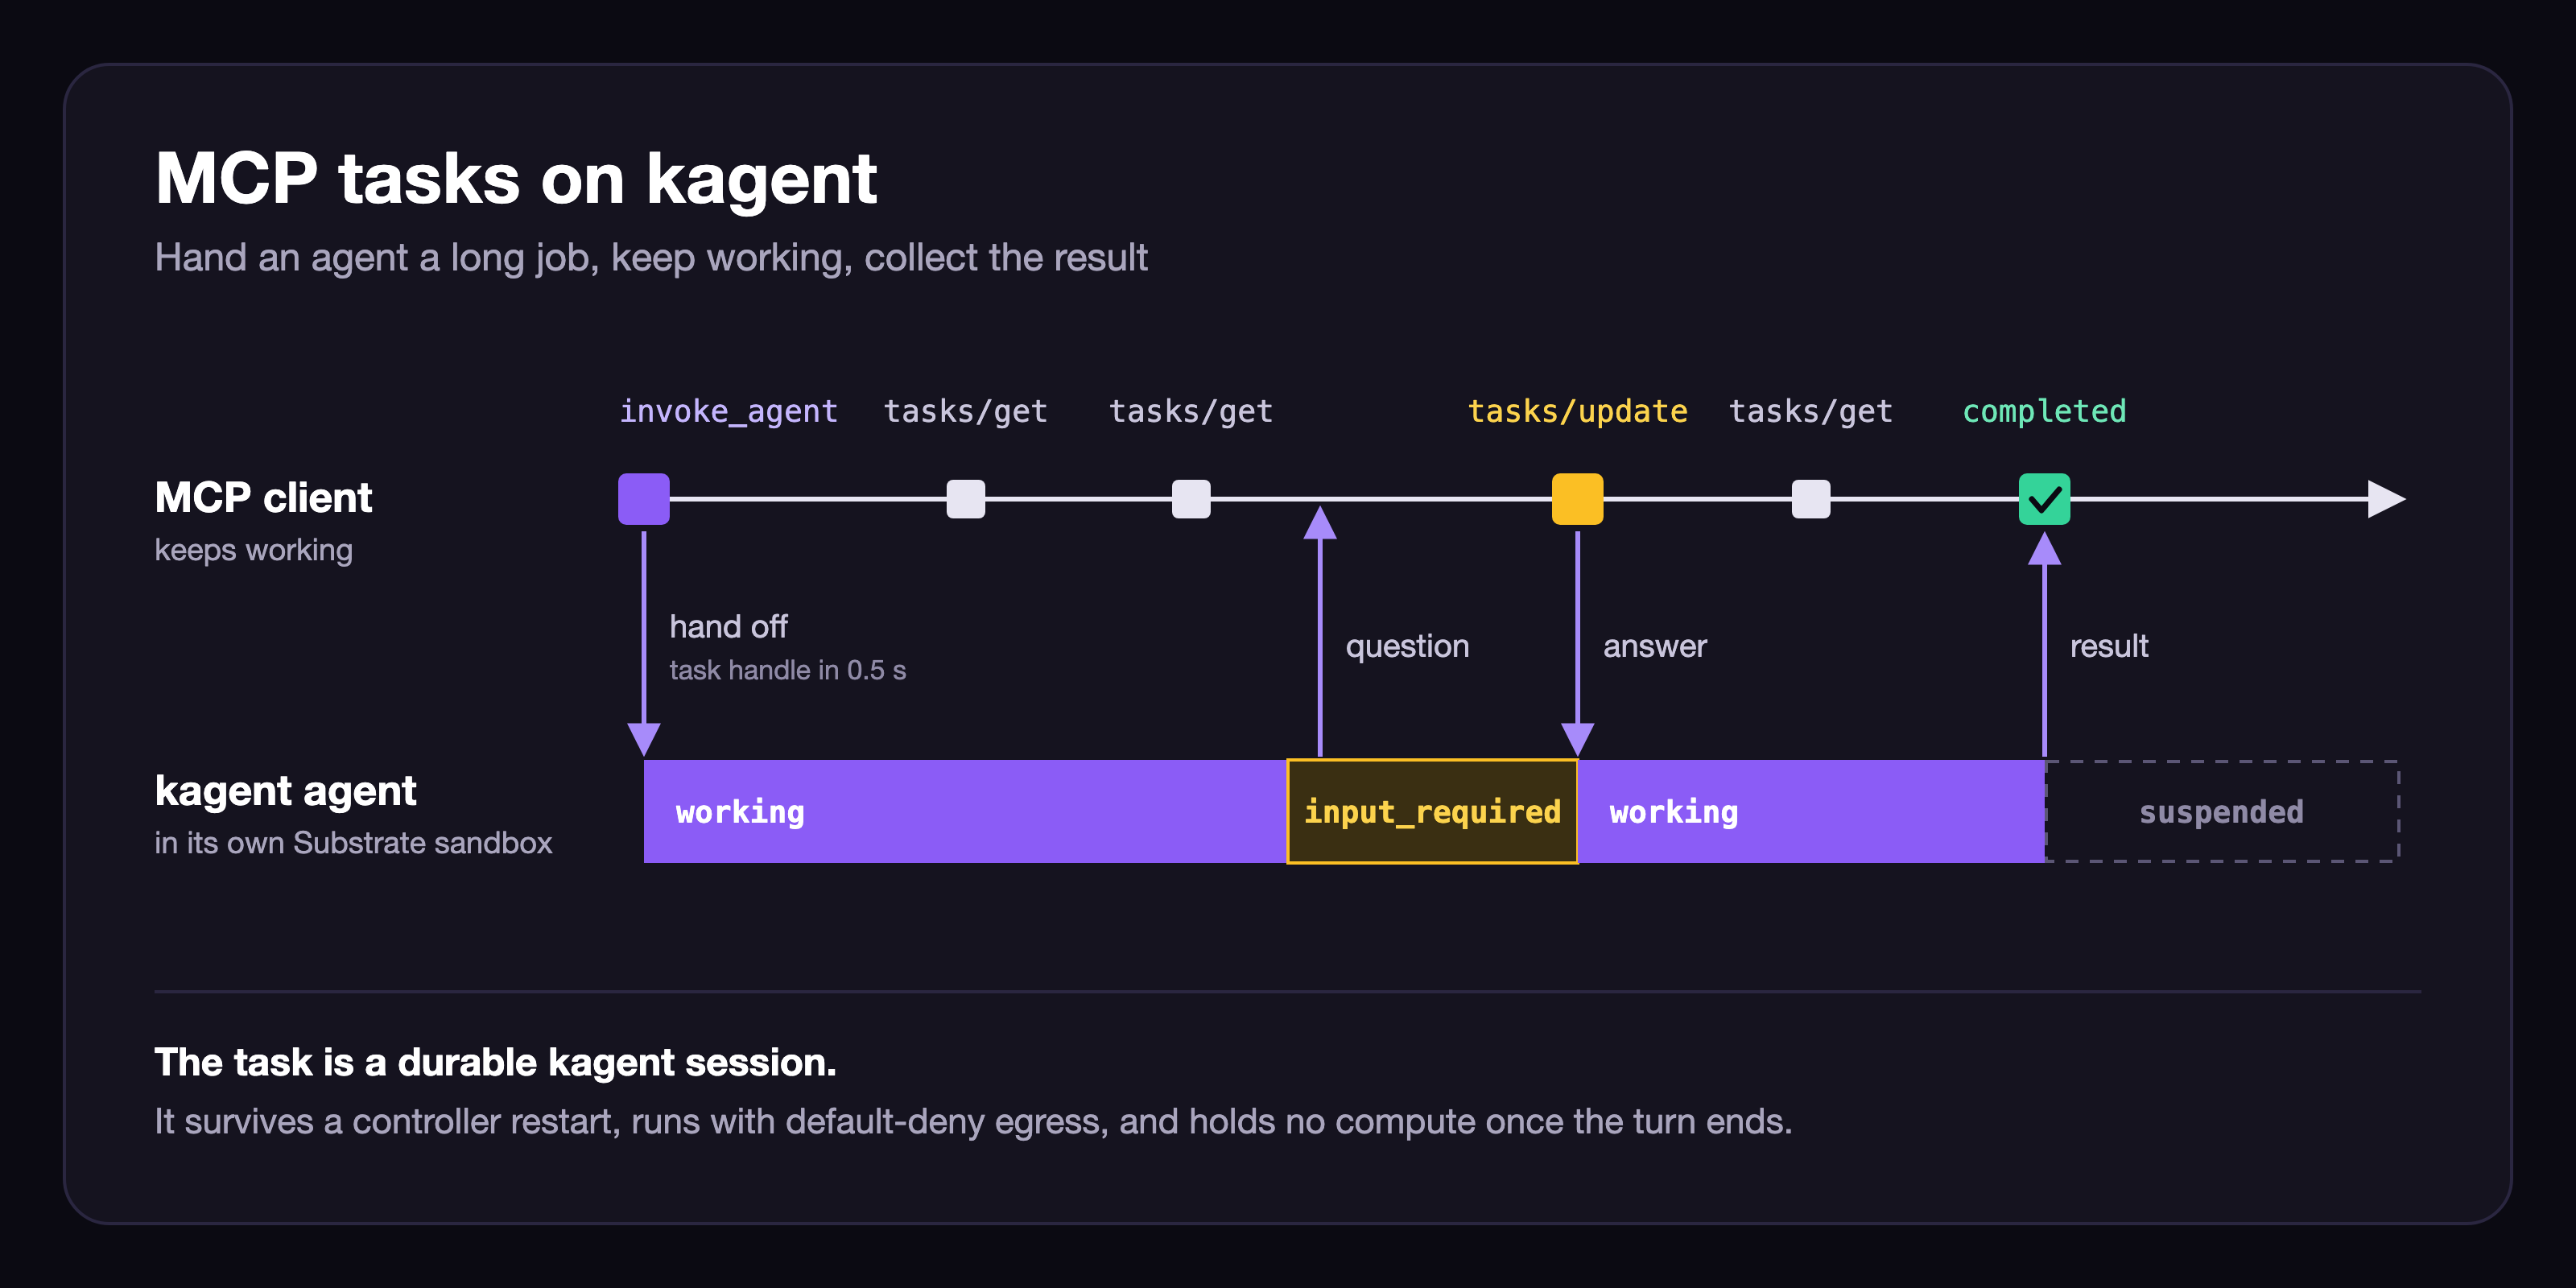 MCP tasks on kagent
Hand an agent a long job, keep working, collect the result
invoke_agent tasks/get tasks/get tasks/update tasks/get completed
MCP client
keeps working
hand off
task handle in 0.5 s
question
answer
result
kagent agent
in its own Substrate sandbox
working input_required working suspended
The task is a durable kagent session.
It survives a controller restart, runs with default-deny egress, and holds no compute once the turn ends.